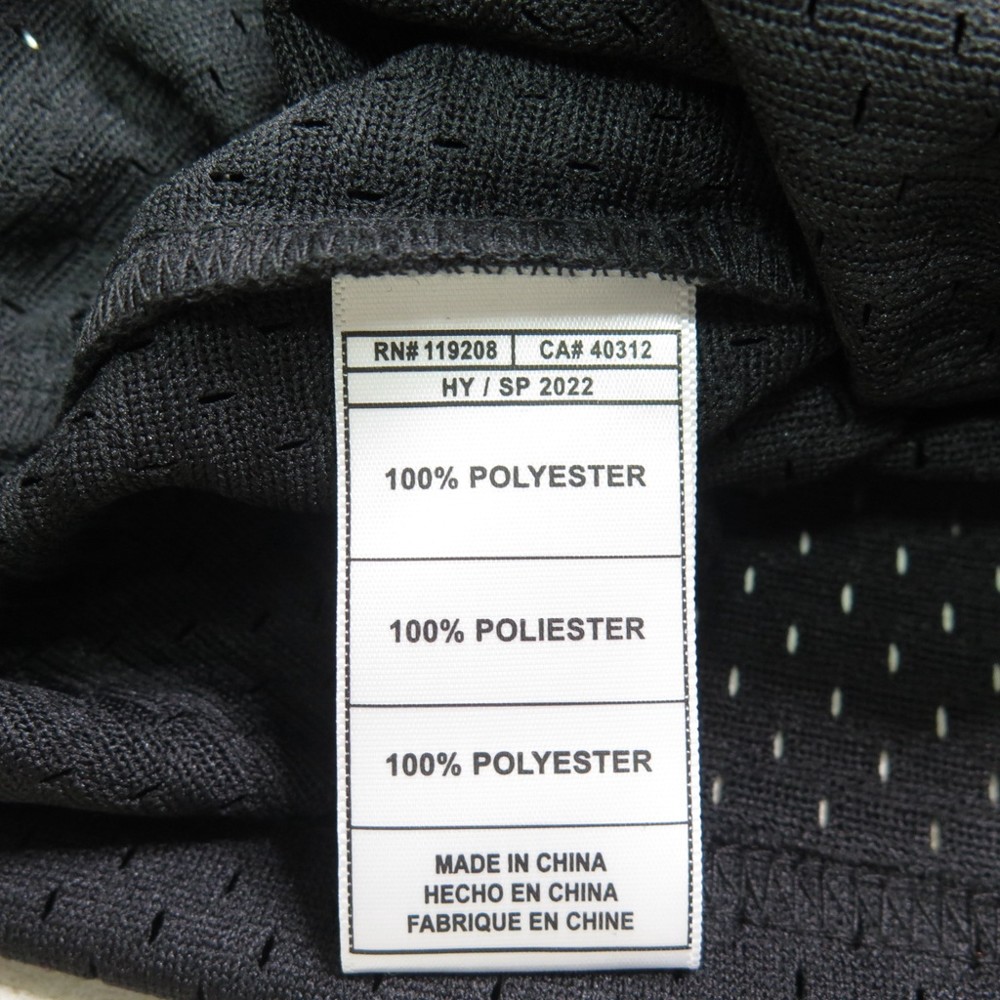 RN# 119208 CA# 40312
HY / SP 2022
100% POLYESTER
100% POLIESTER
100% POLYESTER
MADE IN CHINA
HECHO EN CHINA
FABRIQUE EN CHINE